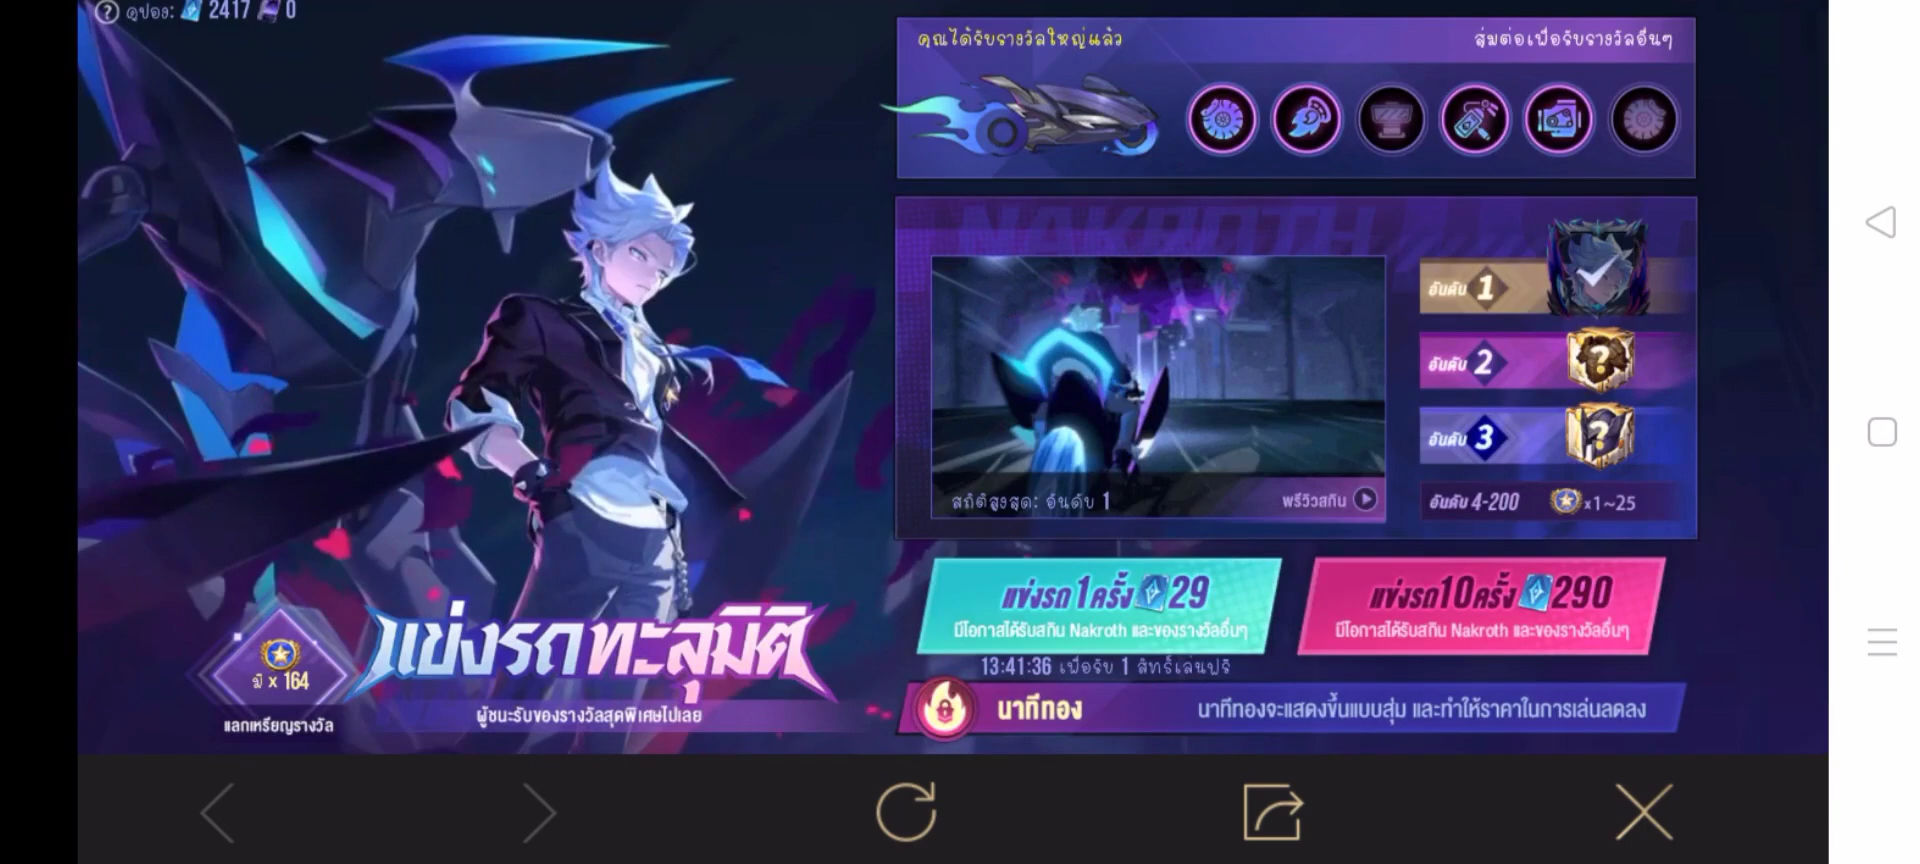 คูปอง: 2417 0
คุณได้รับรางวัลใหญ่แล้ว
สุ่มต่อเพื่อรับรางวัลอื่นๆ
NAKROTH
อันดับ 1
อันดับ 2
อันดับ 3
สถิติสูงสุด: อันดับ 1
พรีวิวสกิน
อันดับ 4-200 x1~25
แข่งรถ 1 ครั้ง 29
มีโอกาสได้รับสกิน Nakroth และของรางวัลอื่นๆ
แข่งรถ10ครั้ง 290
มีโอกาสได้รับสกิน Nakroth และของรางวัลอื่นๆ
13:41:36 เพื่อรับ 1 สิทธิ์เล่นฟรี
มี x 164
แลกเหรียญรางวัล
แข่งรถทะลุมิติ
ผู้ชนะรับของรางวัลสุดพิเศษไปเลย
นาทีทอง
นาทีทองจะแสดงขึ้นแบบสุ่ม และทำให้ราคาในการเล่นลดลง